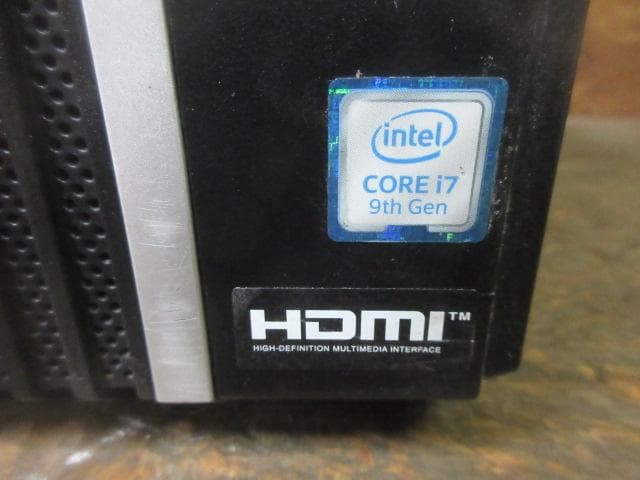 intel
CORE i7
9th Gen
HDMI™
HIGH-DEFINITION MULTIMEDIA INTERFACE